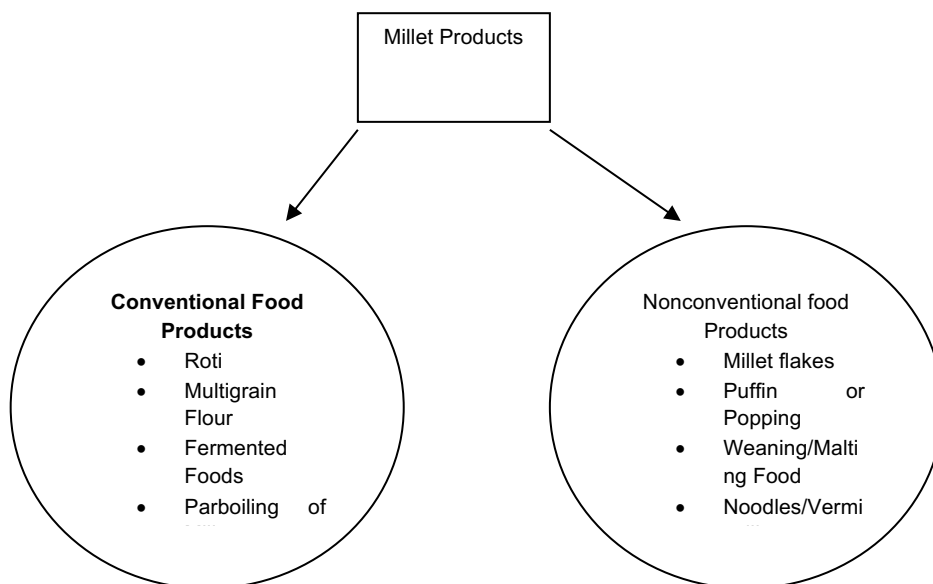 Millet Products
Conventional Food
Products
• Roti
• Multigrain
Flour
• Fermented
Foods
• Parboiling of
Nonconventional food
Products
• Millet flakes
• Puffin or
Popping
• Weaning/Malti
ng Food
• Noodles/Vermi